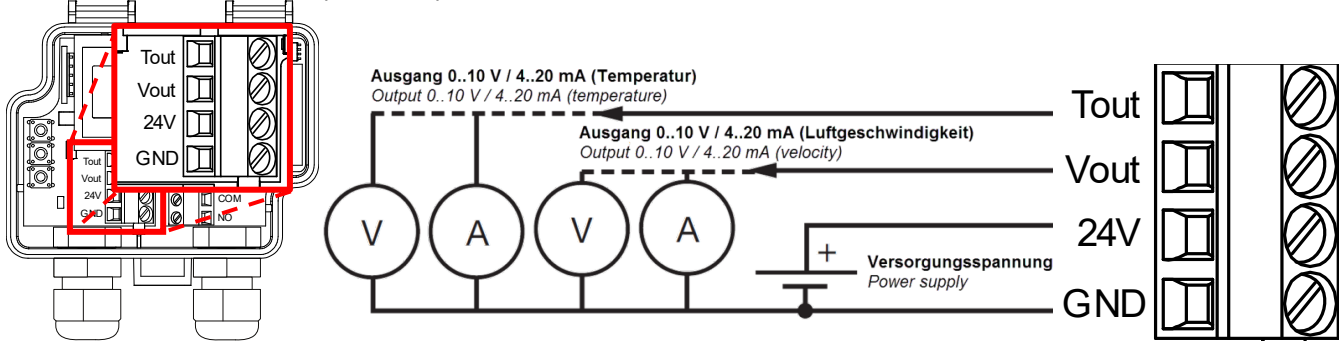 Tout
Vout
24V
GND
Tout
Vout
24V
GND
COM
NO
Ausgang 0..10 V / 4..20 mA (Temperatur)
Output 0..10 V / 4..20 mA (temperature)
Ausgang 0..10 V / 4..20 mA (Luftgeschwindigkeit)
Output 0..10 V / 4..20 mA (velocity)
V
A
V
A
+
Versorgungsspannung
Power supply
Tout
Vout
24V
GND